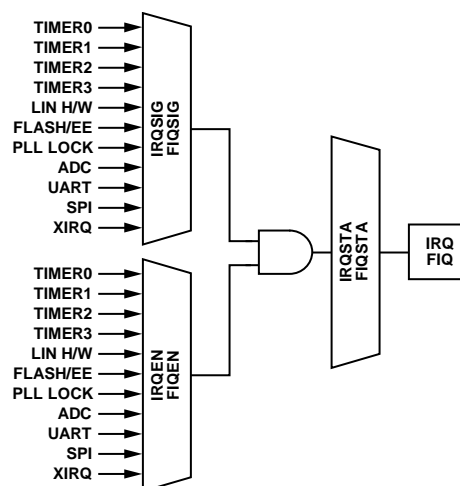 TIMER0
TIMER1
TIMER2
TIMER3
LIN H/W
FLASH/EE
PLL LOCK
ADC
UART
SPI
XIRQ
IRQSIG
FIQSIG
TIMER0
TIMER1
TIMER2
TIMER3
LIN H/W
FLASH/EE
PLL LOCK
ADC
UART
SPI
XIRQ
IRQEN
FIQEN
IRQSTA
FIQSTA
IRQ
FIQ